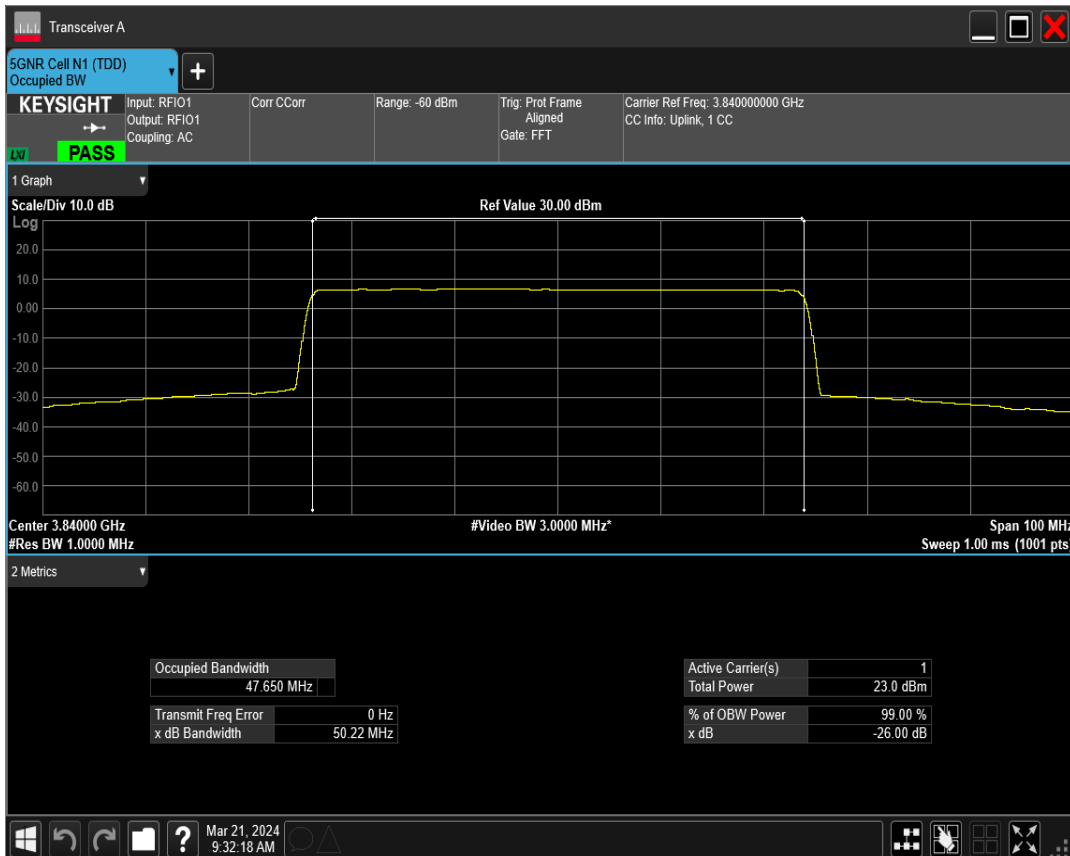 Transceiver A
5GNR Cell N1 (TDD)
Occupied BW
+
KEYSIGHT
LXI
PASS
Input: RFIO1
Output: RFIO1
Coupling: AC
Corr CCorr
Range: -60 dBm
Trig: Prot Frame
Aligned
Gate: FFT
Carrier Ref Freq: 3.840000000 GHz
CC Info: Uplink, 1 CC
1 Graph
Scale/Div 10.0 dB
Ref Value 30.00 dBm
Log
20.0
10.0
0.00
-10.0
-20.0
-30.0
-40.0
-50.0
-60.0
Center 3.84000 GHz
#Video BW 3.0000 MHz*
Span 100 MHz
#Res BW 1.0000 MHz
Sweep 1.00 ms (1001 pts)
2 Metrics
Occupied Bandwidth
47.650 MHz
Transmit Freq Error 0 Hz
x dB Bandwidth 50.22 MHz
Active Carrier(s) 1
Total Power 23.0 dBm
% of OBW Power 99.00 %
x dB -26.00 dB
?
Mar 21, 2024
9:32:18 AM